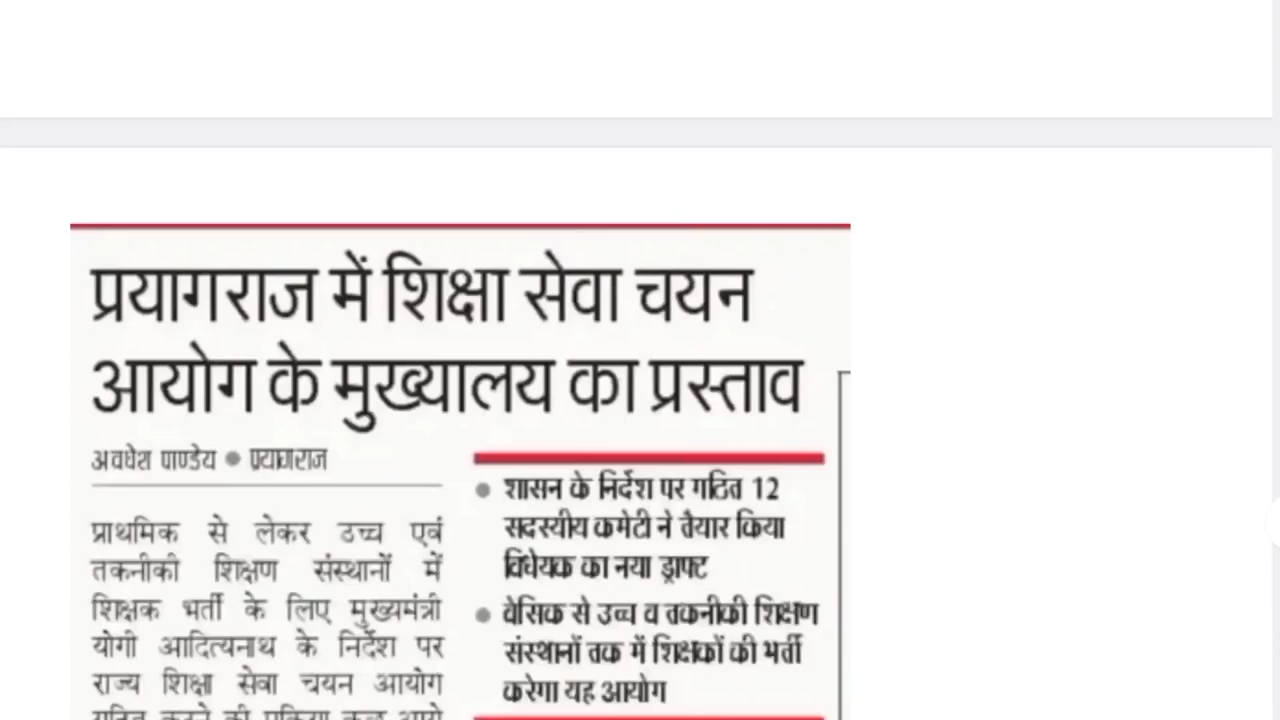 प्रयागराज में शिक्षा सेवा चयन
आयोग के मुख्यालय का प्रस्ताव
अवधेश पाण्डेय ● प्रयागराज
प्राथमिक से लेकर उच्च एवं
तकनीकी शिक्षण संस्थानों में
शिक्षक भर्ती के लिए मुख्यमंत्री
योगी आदित्यनाथ के निर्देश पर
राज्य शिक्षा सेवा चयन आयोग
● शासन के निर्देश पर गठित 12
सदस्यीय कमेटी ने तैयार किया
विधेयक का नया ड्राफ्ट
● बेसिक से उच्च व तकनीकी शिक्षण
संस्थानों तक में शिक्षकों की भर्ती
करेगा यह आयोग